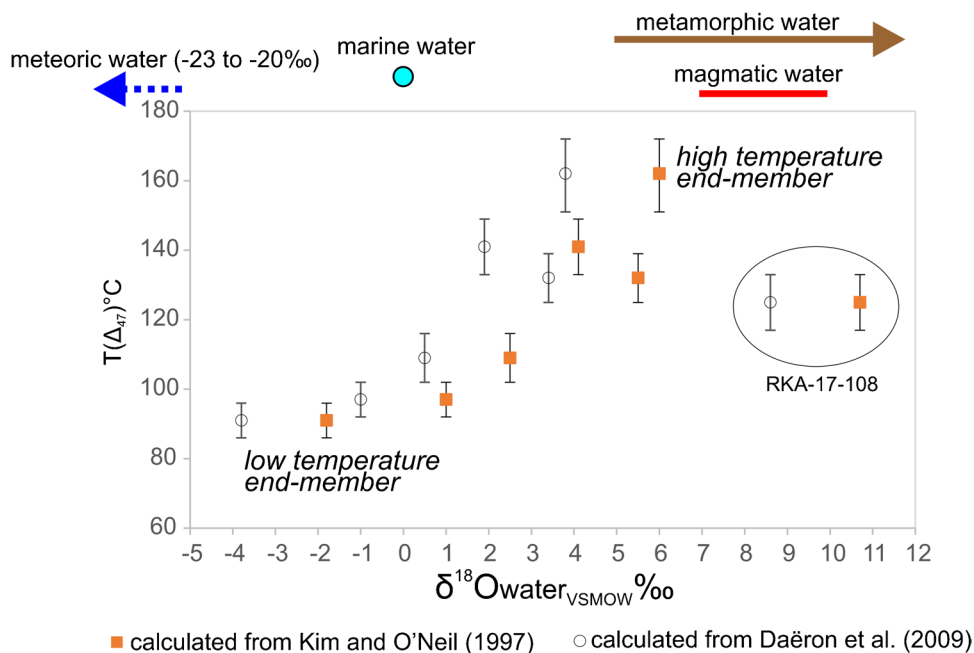 metamorphic water
marine water
meteoric water (-23 to -20‰)
magmatic water
180
160
140
120
100
80
60
T(Δ₄₇)°C
high temperature
end-member
RKA-17-108
low temperature
end-member
-5 -4 -2 -1 0 1 2 3 4 5 6 7 8 9 10 11 12
δ¹⁸Owater_VSMOW‰
calculated from Kim and O’Neil (1997)
calculated from Daëron et al. (2009)